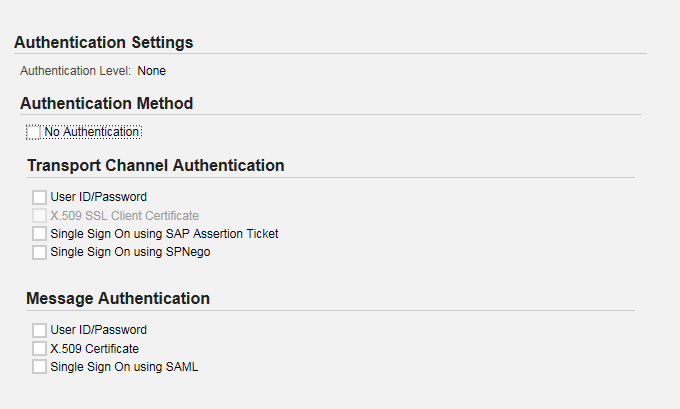 Authentication Settings
Authentication Level: None
Authentication Method
No Authentication
Transport Channel Authentication
User ID/Password
X.509 SSL Client Certificate
Single Sign On using SAP Assertion Ticket
Single Sign On using SPNego
Message Authentication
User ID/Password
X.509 Certificate
Single Sign On using SAML